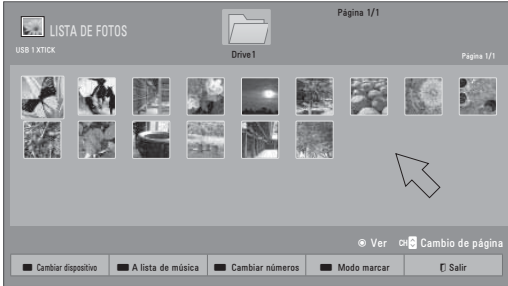 LISTA DE FOTOS
USB 1 XTICK
Drive1
Página 1/1
Página 1/1
Ver CH Cambio de página
Cambiar dispositivo A lista de música Cambiar números Modo marcar Salir